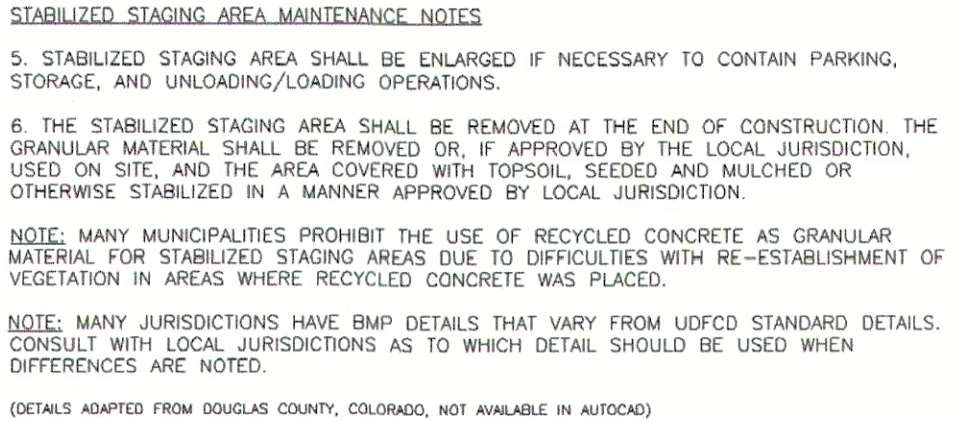 STABILIZED STAGING AREA MAINTENANCE NOTES
5. STABILIZED STAGING AREA SHALL BE ENLARGED IF NECESSARY TO CONTAIN PARKING,
STORAGE, AND UNLOADING/LOADING OPERATIONS.
6. THE STABILIZED STAGING AREA SHALL BE REMOVED AT THE END OF CONSTRUCTION. THE
GRANULAR MATERIAL SHALL BE REMOVED OR, IF APPROVED BY THE LOCAL JURISDICTION,
USED ON SITE, AND THE AREA COVERED WITH TOPSOIL, SEEDED AND MULCHED OR
OTHERWISE STABILIZED IN A MANNER APPROVED BY LOCAL JURISDICTION.
NOTE: MANY MUNICIPALITIES PROHIBIT THE USE OF RECYCLED CONCRETE AS GRANULAR
MATERIAL FOR STABILIZED STAGING AREAS DUE TO DIFFICULTIES WITH RE-ESTABLISHMENT OF
VEGETATION IN AREAS WHERE RECYCLED CONCRETE WAS PLACED.
NOTE: MANY JURISDICTIONS HAVE BMP DETAILS THAT VARY FROM UDFCD STANDARD DETAILS.
CONSULT WITH LOCAL JURISDICTIONS AS TO WHICH DETAIL SHOULD BE USED WHEN
DIFFERENCES ARE NOTED.
(DETAILS ADAPTED FROM DOUGLAS COUNTY, COLORADO, NOT AVAILABLE IN AUTOCAD)